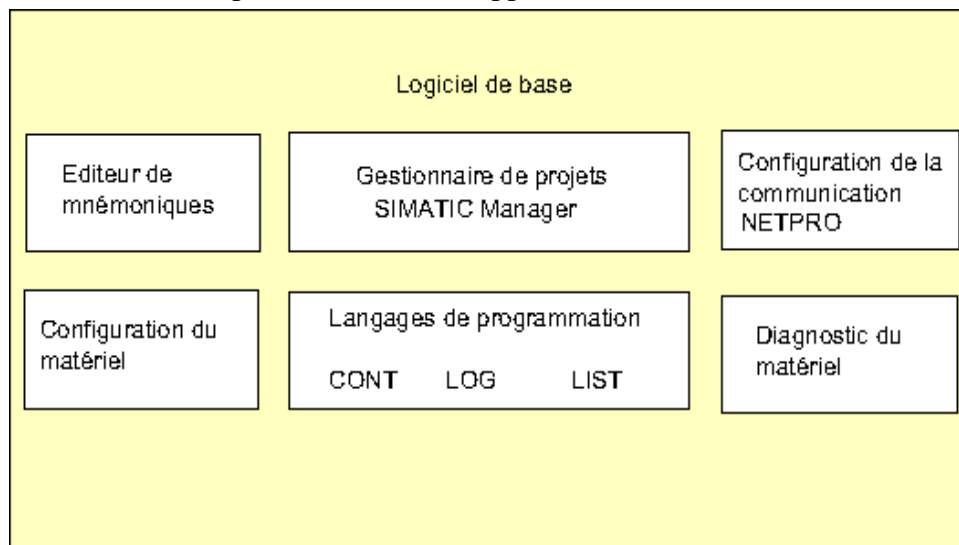 Logiciel de base
Editeur de
mnémoniques
Gestionnaire de projets
SIMATIC Manager
Configuration de la
communication
NETPRO
Configuration du
matériel
Langages de programmation
CONT LOG LIST
Diagnostic du
matériel